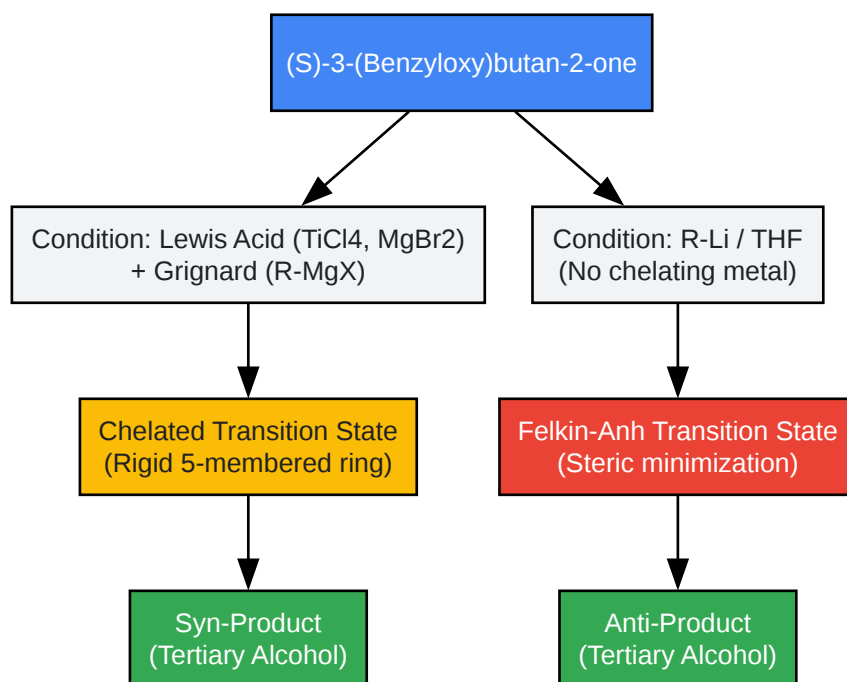 (S)-3-(Benzyloxy)butan-2-one
Condition: Lewis Acid (TiCl4, MgBr2)
+ Grignard (R-MgX)
Condition: R-Li / THF
(No chelating metal)
Chelated Transition State
(Rigid 5-membered ring)
Felkin-Anh Transition State
(Steric minimization)
Syn-Product
(Tertiary Alcohol)
Anti-Product
(Tertiary Alcohol)